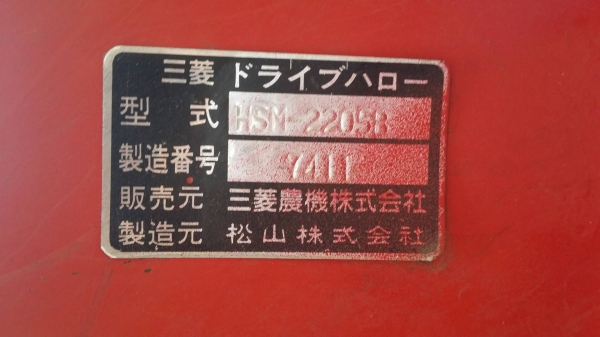 三菱 ドライブハロー
型式 HSM-2205B
製造番号 7411
販売元 三菱農機株式会社
製造元 松山株式会社